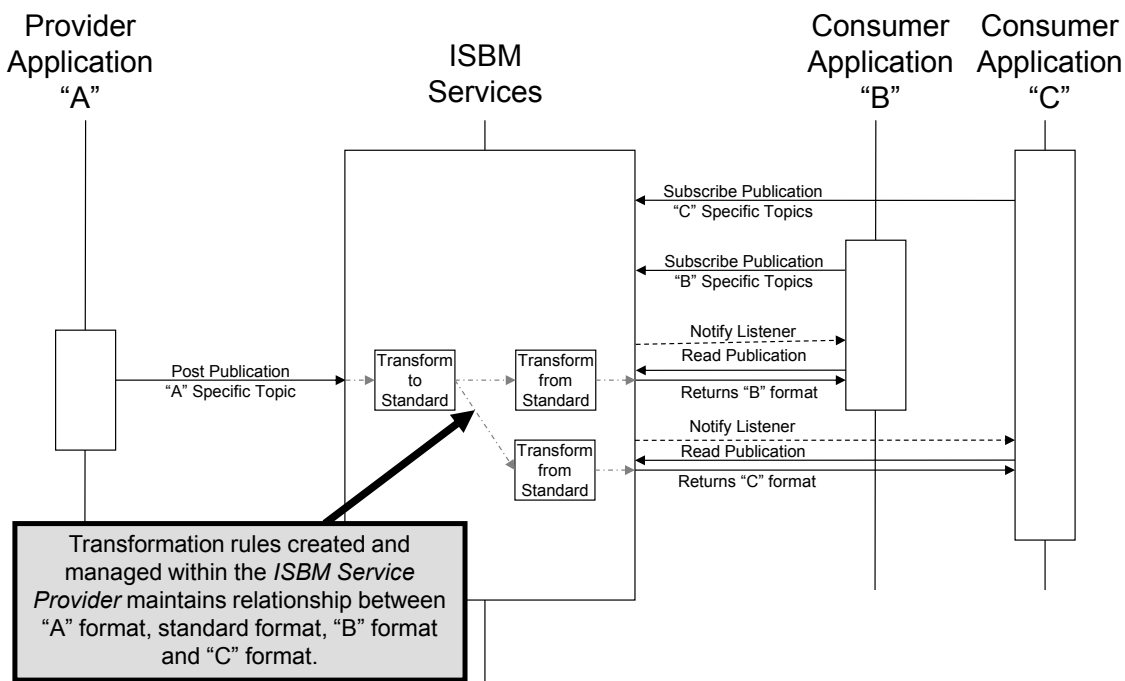 Provider
Application
“A”
ISBM
Services
Consumer
Application
“B”
Consumer
Application
“C”
Subscribe Publication
“C” Specific Topics
Subscribe Publication
“B” Specific Topics
Notify Listener
Read Publication
Returns “B” format
Post Publication
“A” Specific Topic
Transform
to
Standard
Transform
from
Standard
Notify Listener
Read Publication
Returns “C” format
Transform
from
Standard
Transformation rules created and
managed within the ISBM Service
Provider maintains relationship between
“A” format, standard format, “B” format
and “C” format.